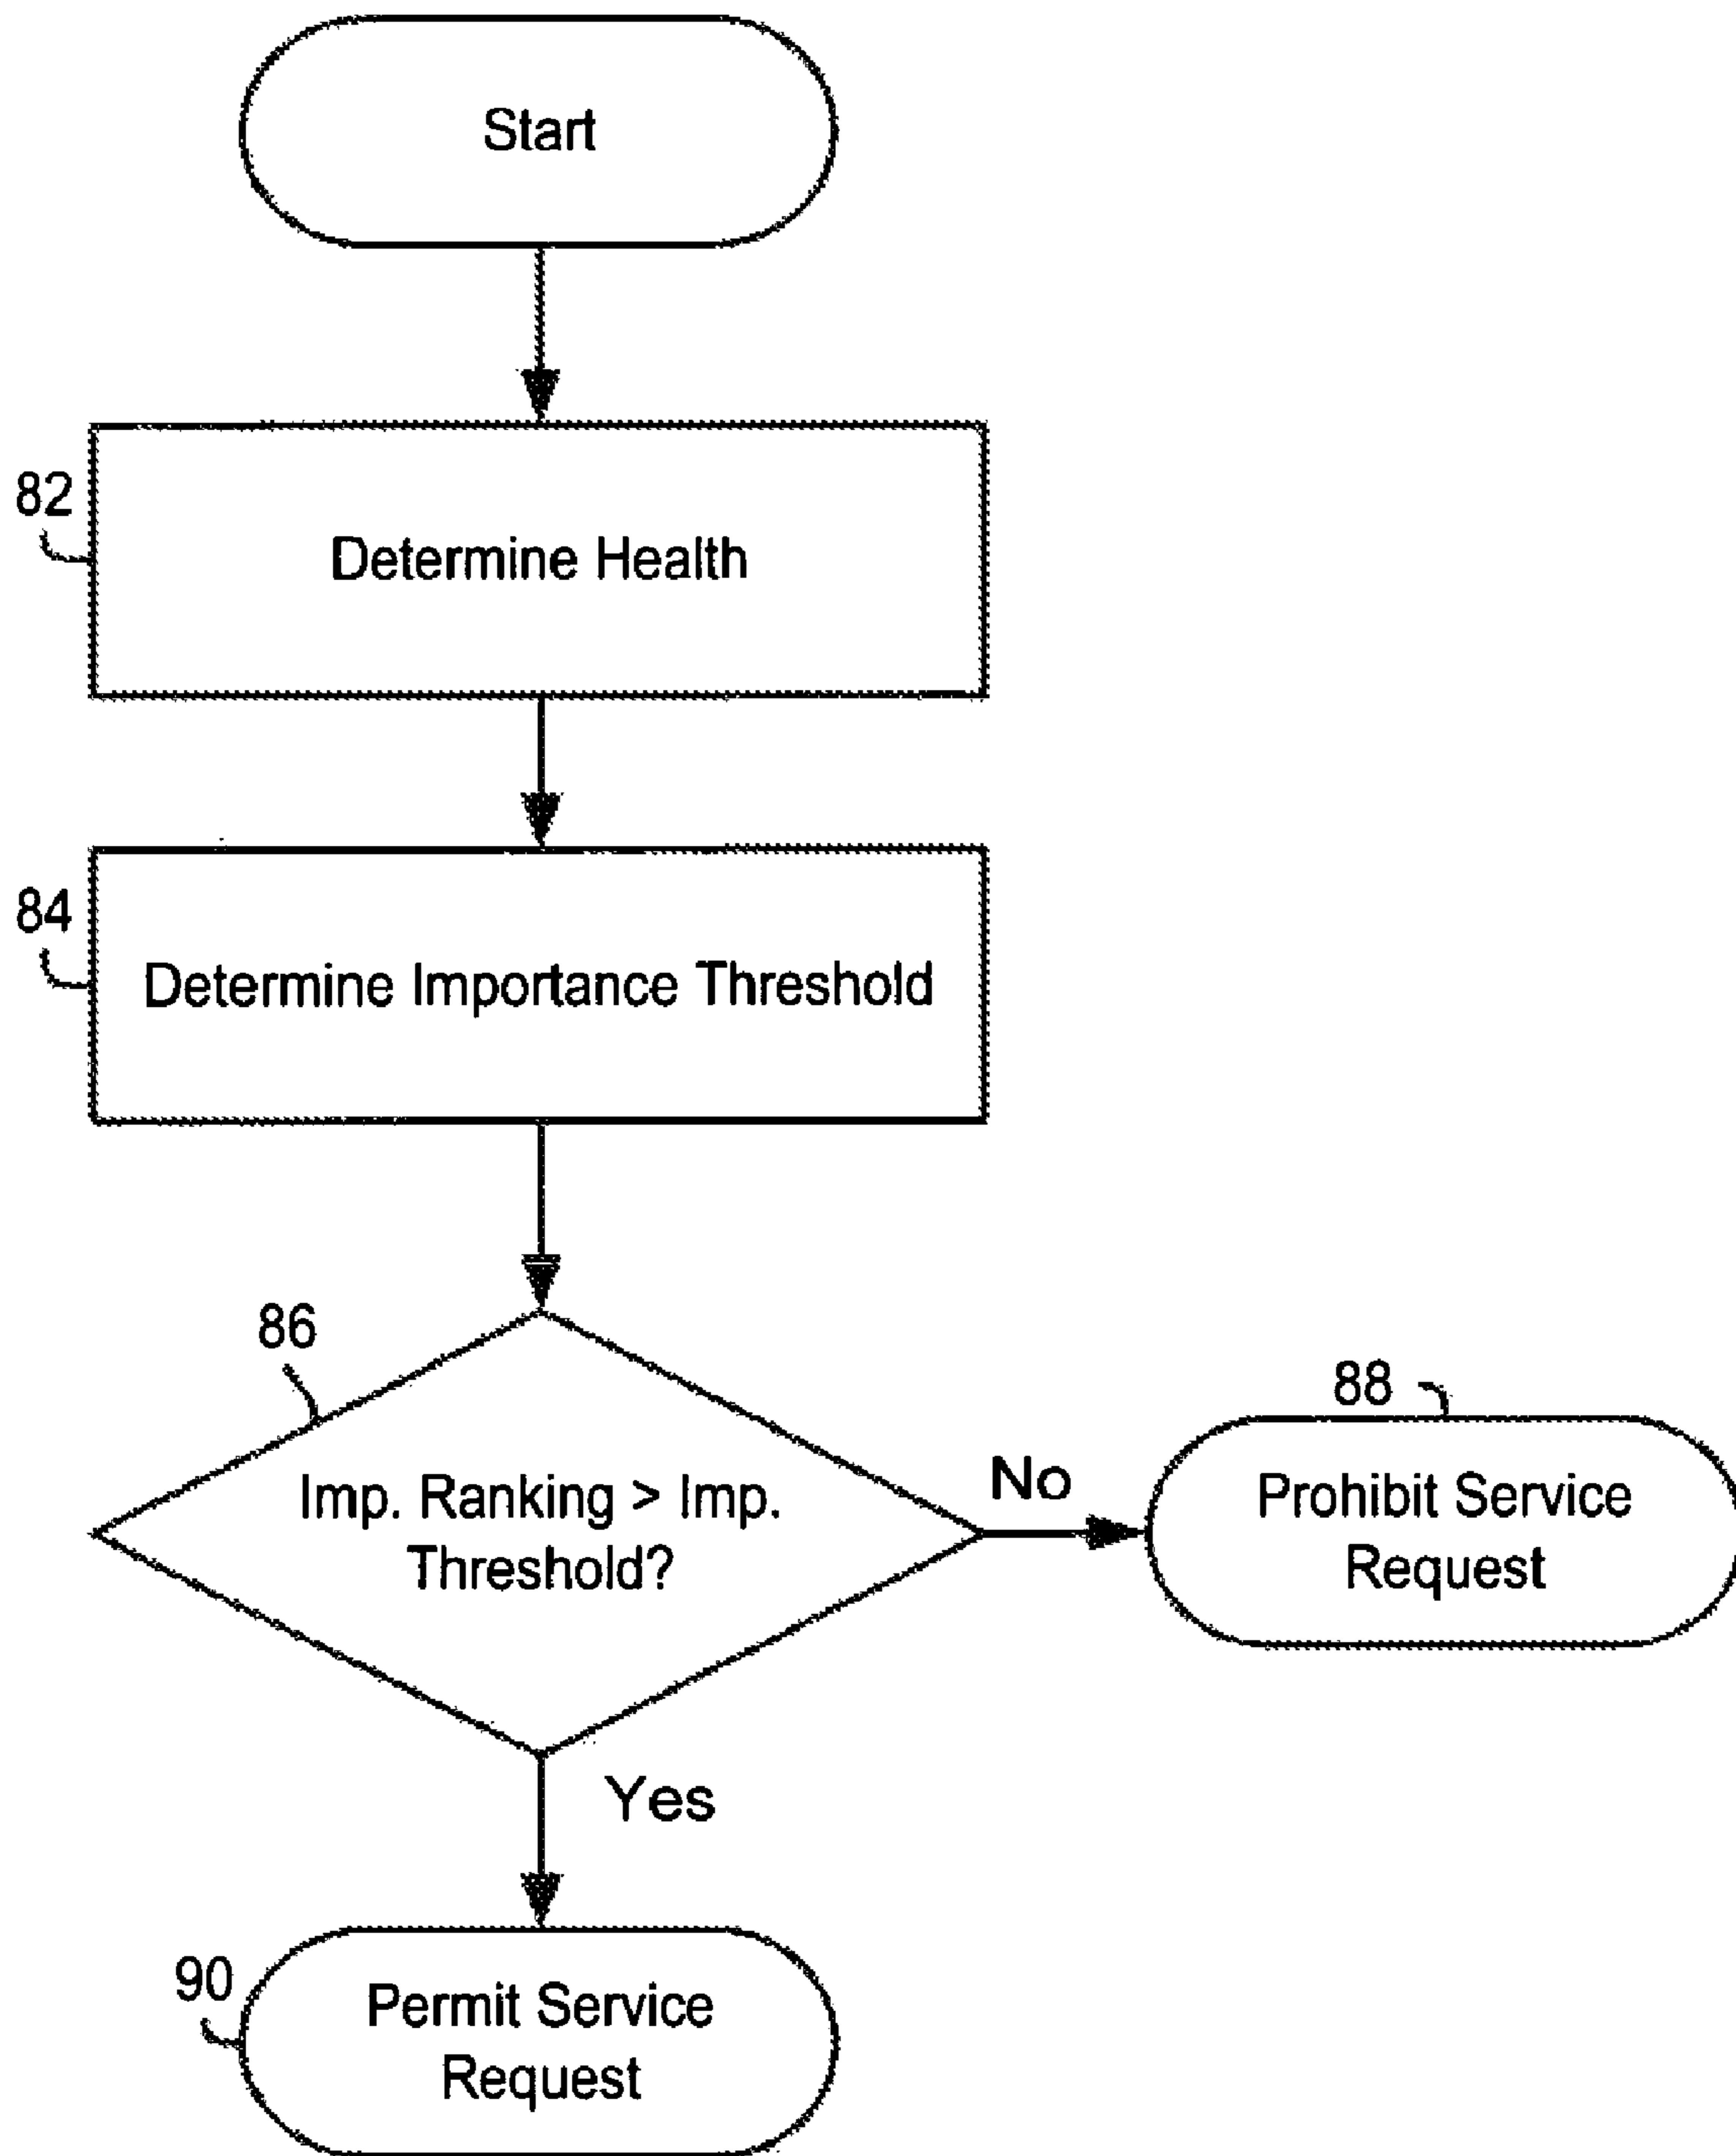 Start
82
Determine Health
84
Determine Importance Threshold
86
Imp. Ranking > Imp.
Threshold?
No
88
Prohibit Service
Request
Yes
90
Permit Service
Request